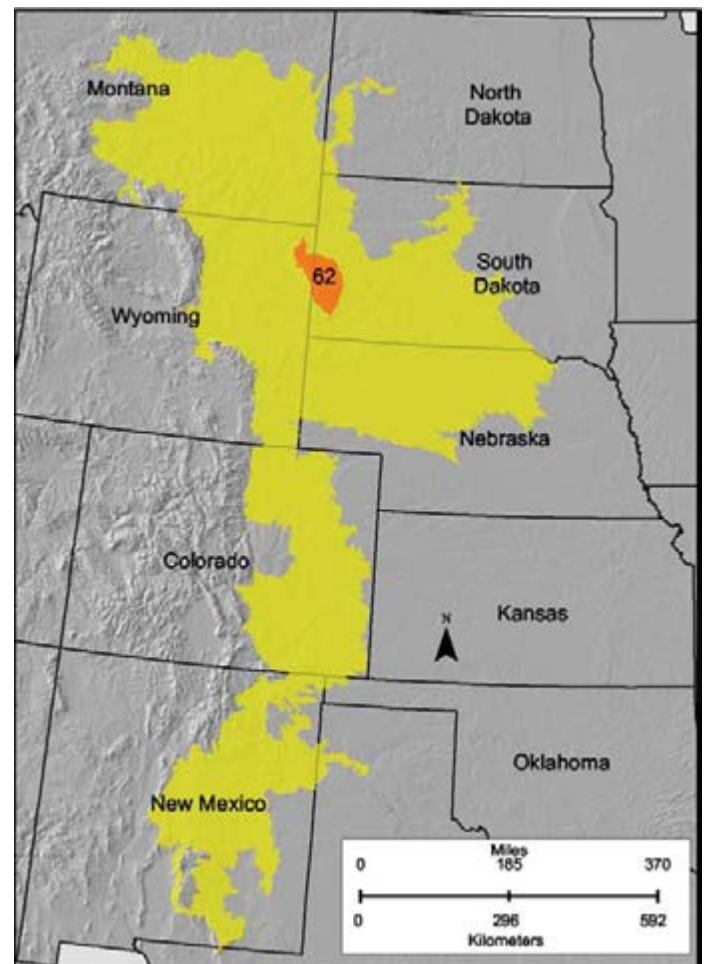 Montana
North
Dakota
62
South
Dakota
Wyoming
Nebraska
Colorado
N
Kansas
Oklahoma
New Mexico
Miles
0 185 370
0 296 592
Kilometers